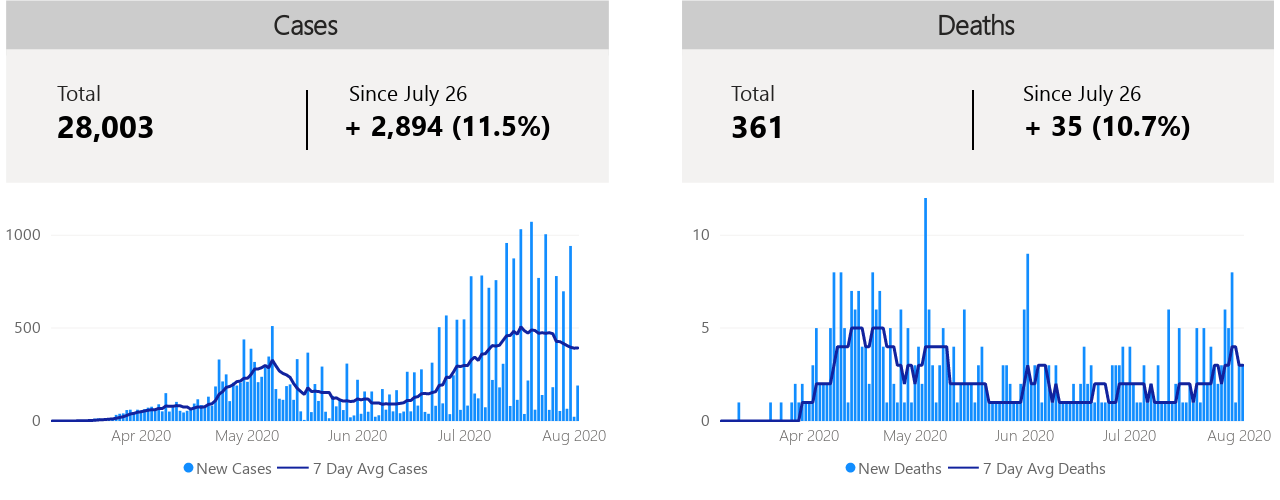 Cases
Total
Since July 26
28,003
+ 2,894 (11.5%)
1000
500
0
Apr 2020 May 2020 Jun 2020 Jul 2020 Aug 2020
New Cases 7 Day Avg Cases
Deaths
Total
Since July 26
361
+ 35 (10.7%)
10
5
0
Apr 2020 May 2020 Jun 2020 Jul 2020 Aug 2020
New Deaths 7 Day Avg Deaths